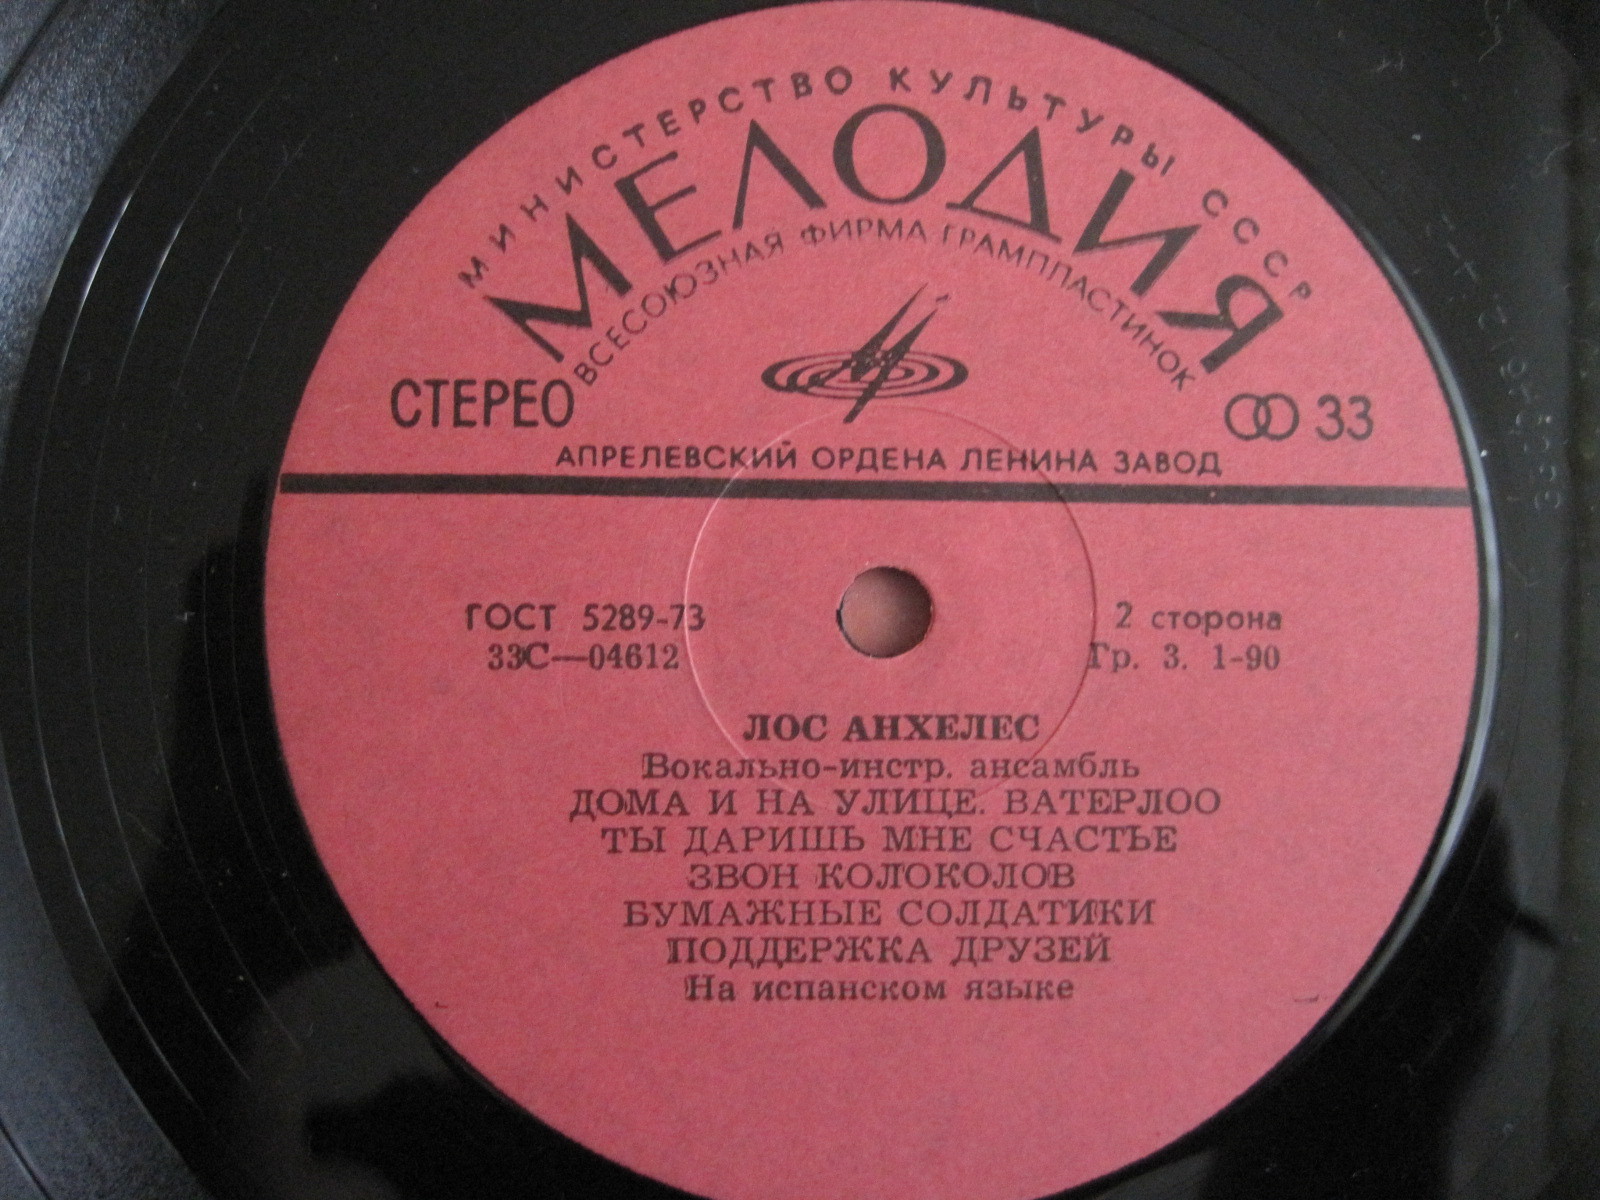 МИНИСТЕРСТВО КУЛЬТУРЫ СССР
МЕЛОДИЯ
ВСЕСОЮЗНАЯ ФИРМА ГРАМПЛАСТИНОК
СТЕРЕО
33
АПРЕЛЕВСКИЙ ОРДЕНА ЛЕНИНА ЗАВОД
ГОСТ 5289-73
2 сторона
33С—04612
Гр. 3. 1-90
ЛОС АНХЕЛЕС
Вокально-инстр. ансамбль
ДОМА И НА УЛИЦЕ. ВАТЕРЛОО
ТЫ ДАРИШЬ МНЕ СЧАСТЬЕ
ЗВОН КОЛОКОЛОВ
БУМАЖНЫЕ СОЛДАТИКИ
ПОДДЕРЖКА ДРУЗЕЙ
На испанском языке